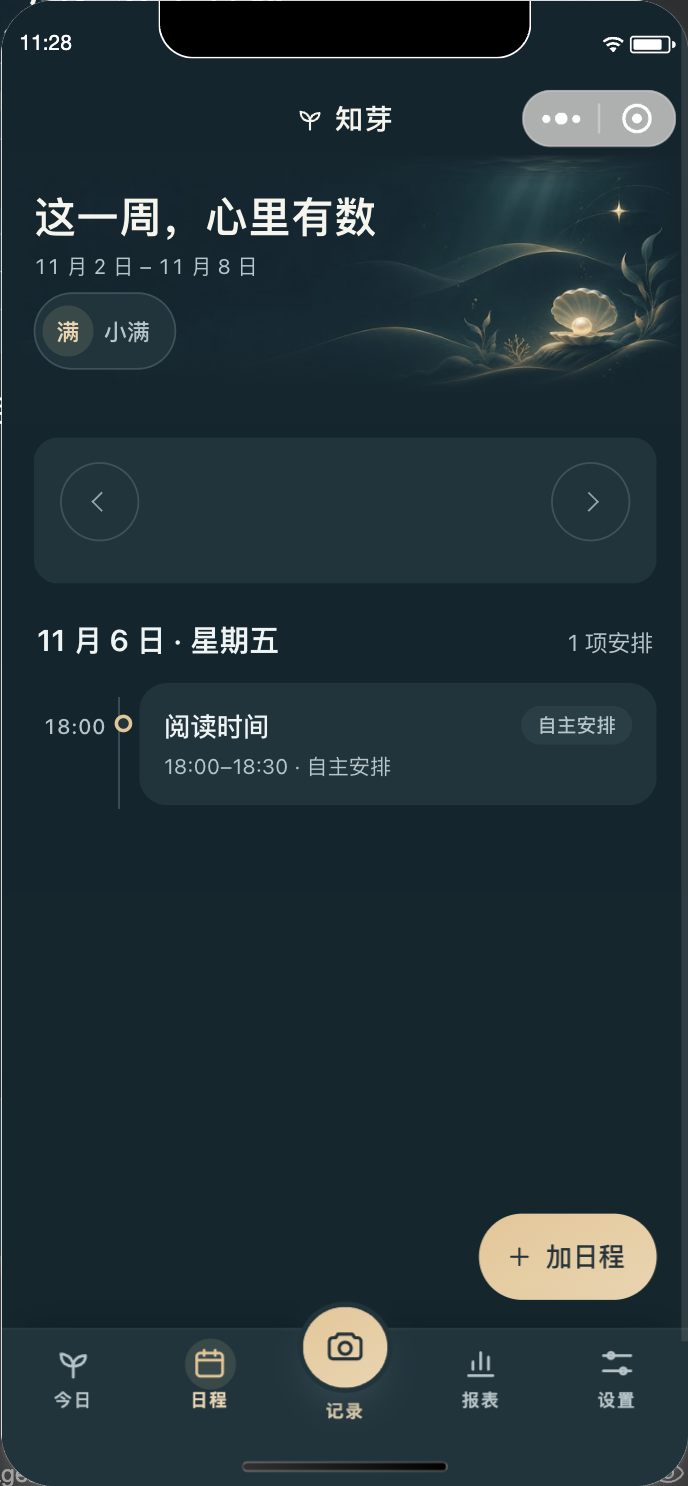 11:28
知芽
这一周，心里有数
11 月 2 日 – 11 月 8 日
满 小满
11 月 6 日 · 星期五
1 项安排
18:00
阅读时间
自主安排
18:00–18:30 · 自主安排
+ 加日程
今日
日程
记录
报表
设置